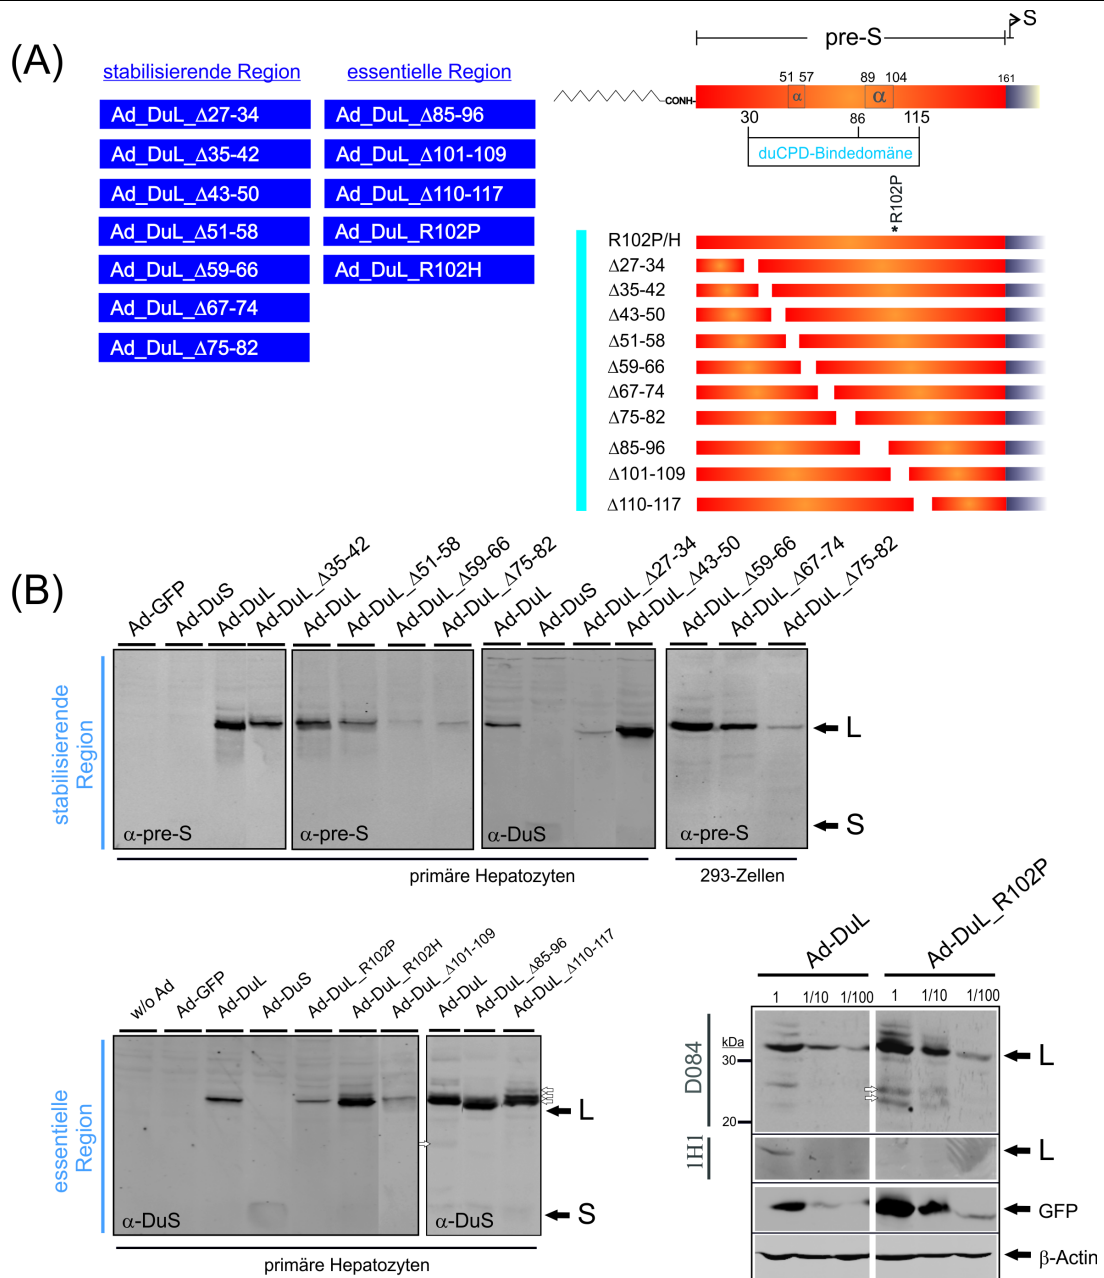 (A)
stabilisierende Region
essentielle Region
Ad_DuL_Δ27-34
Ad_DuL_Δ35-42
Ad_DuL_Δ43-50
Ad_DuL_Δ51-58
Ad_DuL_Δ59-66
Ad_DuL_Δ67-74
Ad_DuL_Δ75-82
Ad_DuL_Δ85-96
Ad_DuL_Δ101-109
Ad_DuL_Δ110-117
Ad_DuL_R102P
Ad_DuL_R102H
pre-S
S
51 57
89 104
161
CONH-
α
α
30
86
115
duCPD-Bindedomäne
* R102P
R102P/H
Δ27-34
Δ35-42
Δ43-50
Δ51-58
Δ59-66
Δ67-74
Δ75-82
Δ85-96
Δ101-109
Δ110-117
(B)
Ad-GFP
Ad-DuS
Ad-DuL
Ad-DuL_Δ35-42
Ad-DuL
Ad-DuL_Δ51-58
Ad-DuL_Δ59-66
Ad-DuL_Δ75-82
Ad-DuL
Ad-DuS
Ad-DuL_Δ27-34
Ad-DuL_Δ43-50
Ad-DuL_Δ59-66
Ad-DuL_Δ67-74
Ad-DuL_Δ75-82
stabilisierende
Region
L
S
α-pre-S
α-pre-S
α-DuS
α-pre-S
primäre Hepatozyten
293-Zellen
w/o Ad
Ad-GFP
Ad-DuL
Ad-DuS
Ad-DuL_R102P
Ad-DuL_R102H
Ad-DuL_Δ101-109
Ad-DuL
Ad-DuL_Δ85-96
Ad-DuL_Δ110-117
essentielle
Region
L
S
α-DuS
α-DuS
primäre Hepatozyten
Ad-DuL
Ad-DuL_R102P
1 1/10 1/100
1 1/10 1/100
D084
kDa
30
20
L
1H1
L
GFP
β-Actin